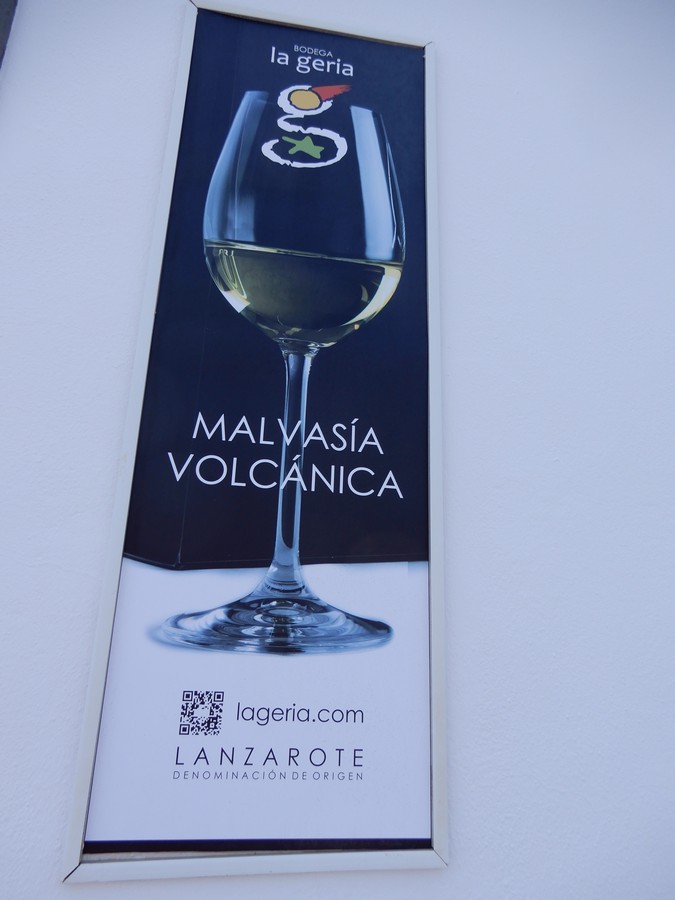 BODEGA
la geria
MALVASÍA
VOLCÁNICA
lageria.com
LANZAROTE
DENOMINACIÓN DE ORIGEN